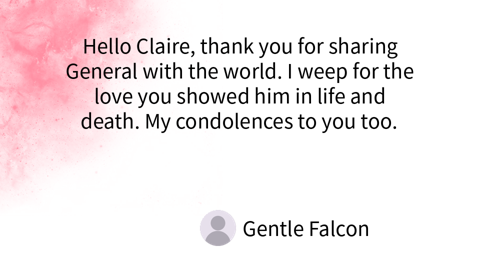 Hello Claire, thank you for sharing
General with the world. I weep for the
love you showed him in life and
death. My condolences to you too.
Gentle Falcon